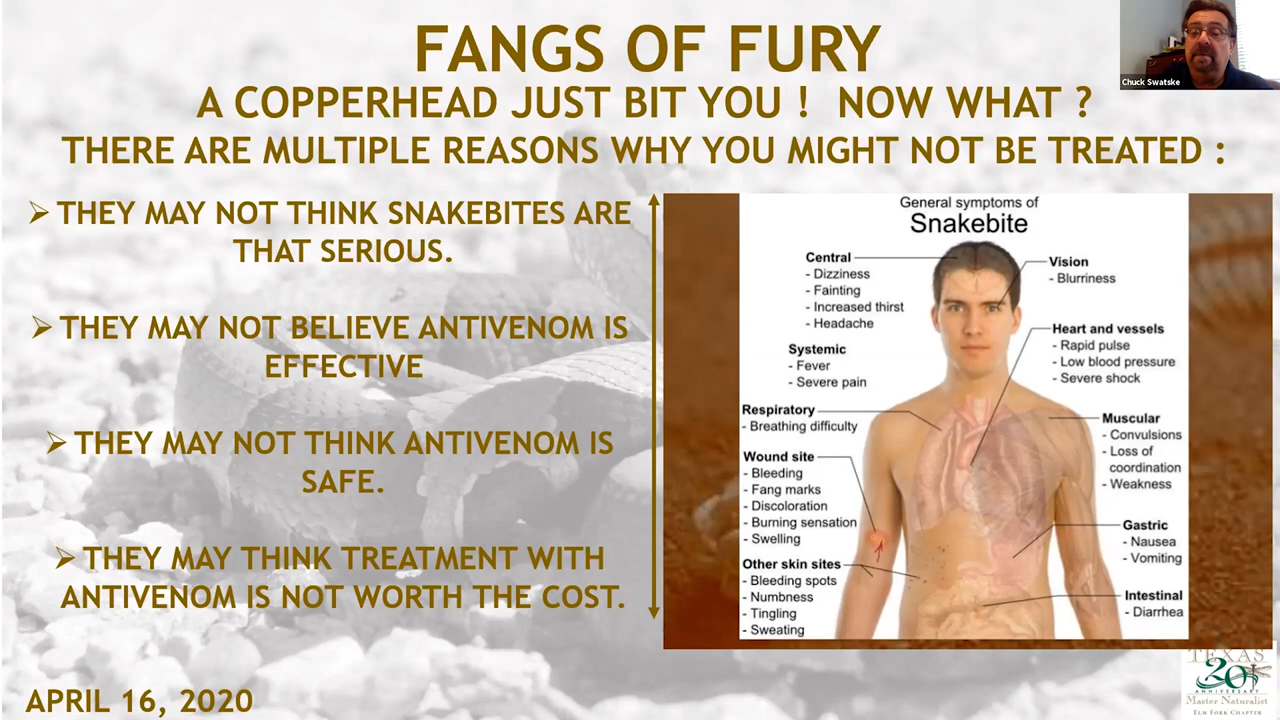 FANGS OF FURY
A COPPERHEAD JUST BIT YOU ! NOW WHAT ?
THERE ARE MULTIPLE REASONS WHY YOU MIGHT NOT BE TREATED :
Chuck Swatske
➢ THEY MAY NOT THINK SNAKEBITES ARE
THAT SERIOUS.
➢ THEY MAY NOT BELIEVE ANTIVENOM IS
EFFECTIVE
➢ THEY MAY NOT THINK ANTIVENOM IS
SAFE.
➢ THEY MAY THINK TREATMENT WITH
ANTIVENOM IS NOT WORTH THE COST.
General symptoms of
Snakebite
Central
- Dizziness
- Fainting
- Increased thirst
- Headache
Systemic
- Fever
- Severe pain
Respiratory
- Breathing difficulty
Wound site
- Bleeding
- Fang marks
- Discoloration
- Burning sensation
- Swelling
Other skin sites
- Bleeding spots
- Numbness
- Tingling
- Sweating
Vision
- Blurriness
Heart and vessels
- Rapid pulse
- Low blood pressure
- Severe shock
Muscular
- Convulsions
- Loss of
coordination
- Weakness
Gastric
- Nausea
- Vomiting
Intestinal
- Diarrhea
APRIL 16, 2020
TEXAS
20
ANNIVERSARY
Master Naturalist
ELM FORK CHAPTER